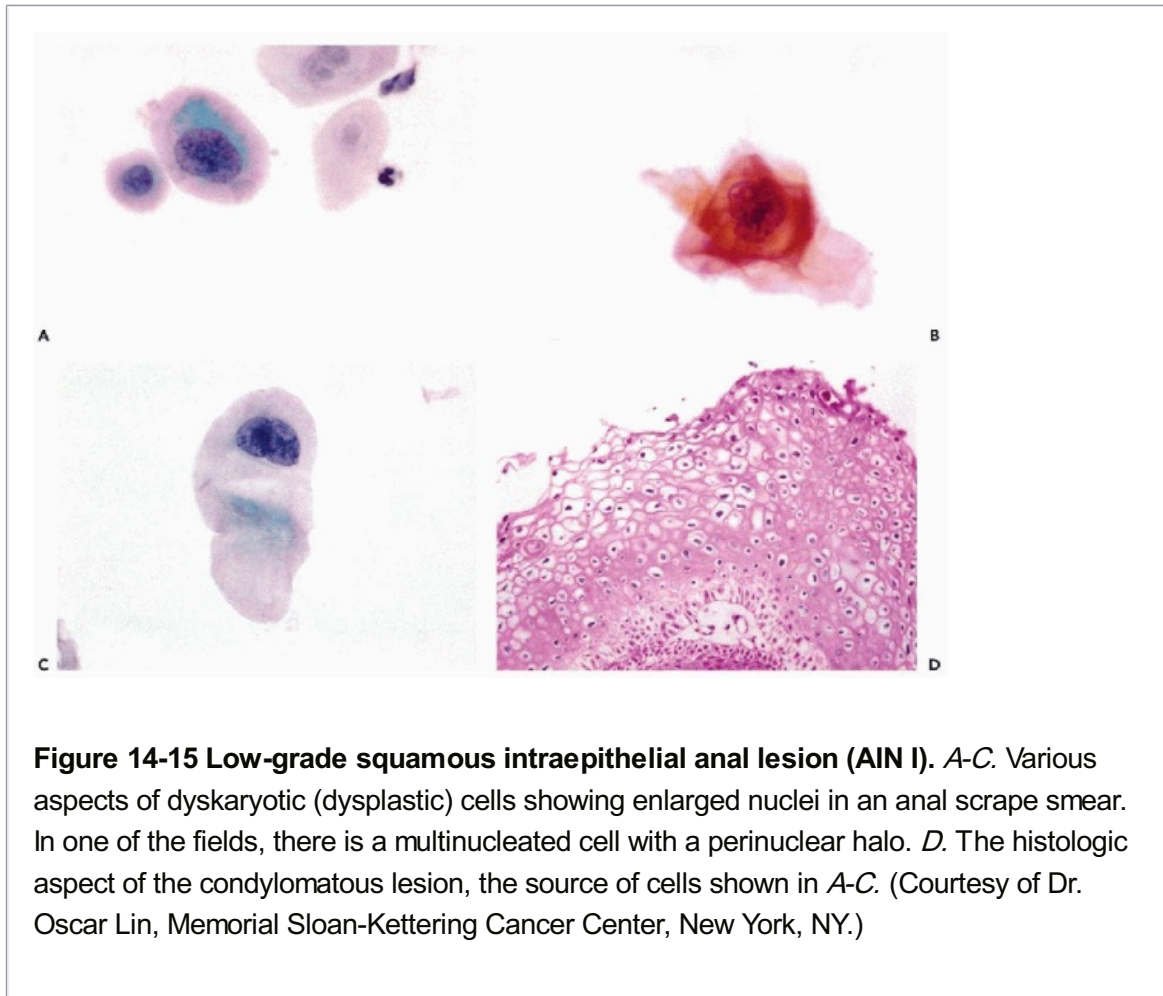 A
B
C
D
Figure 14-15 Low-grade squamous intraepithelial anal lesion (AIN I). A-C. Various
aspects of dyskaryotic (dysplastic) cells showing enlarged nuclei in an anal scrape smear.
In one of the fields, there is a multinucleated cell with a perinuclear halo. D. The histologic
aspect of the condylomatous lesion, the source of cells shown in A-C. (Courtesy of Dr.
Oscar Lin, Memorial Sloan-Kettering Cancer Center, New York, NY.)